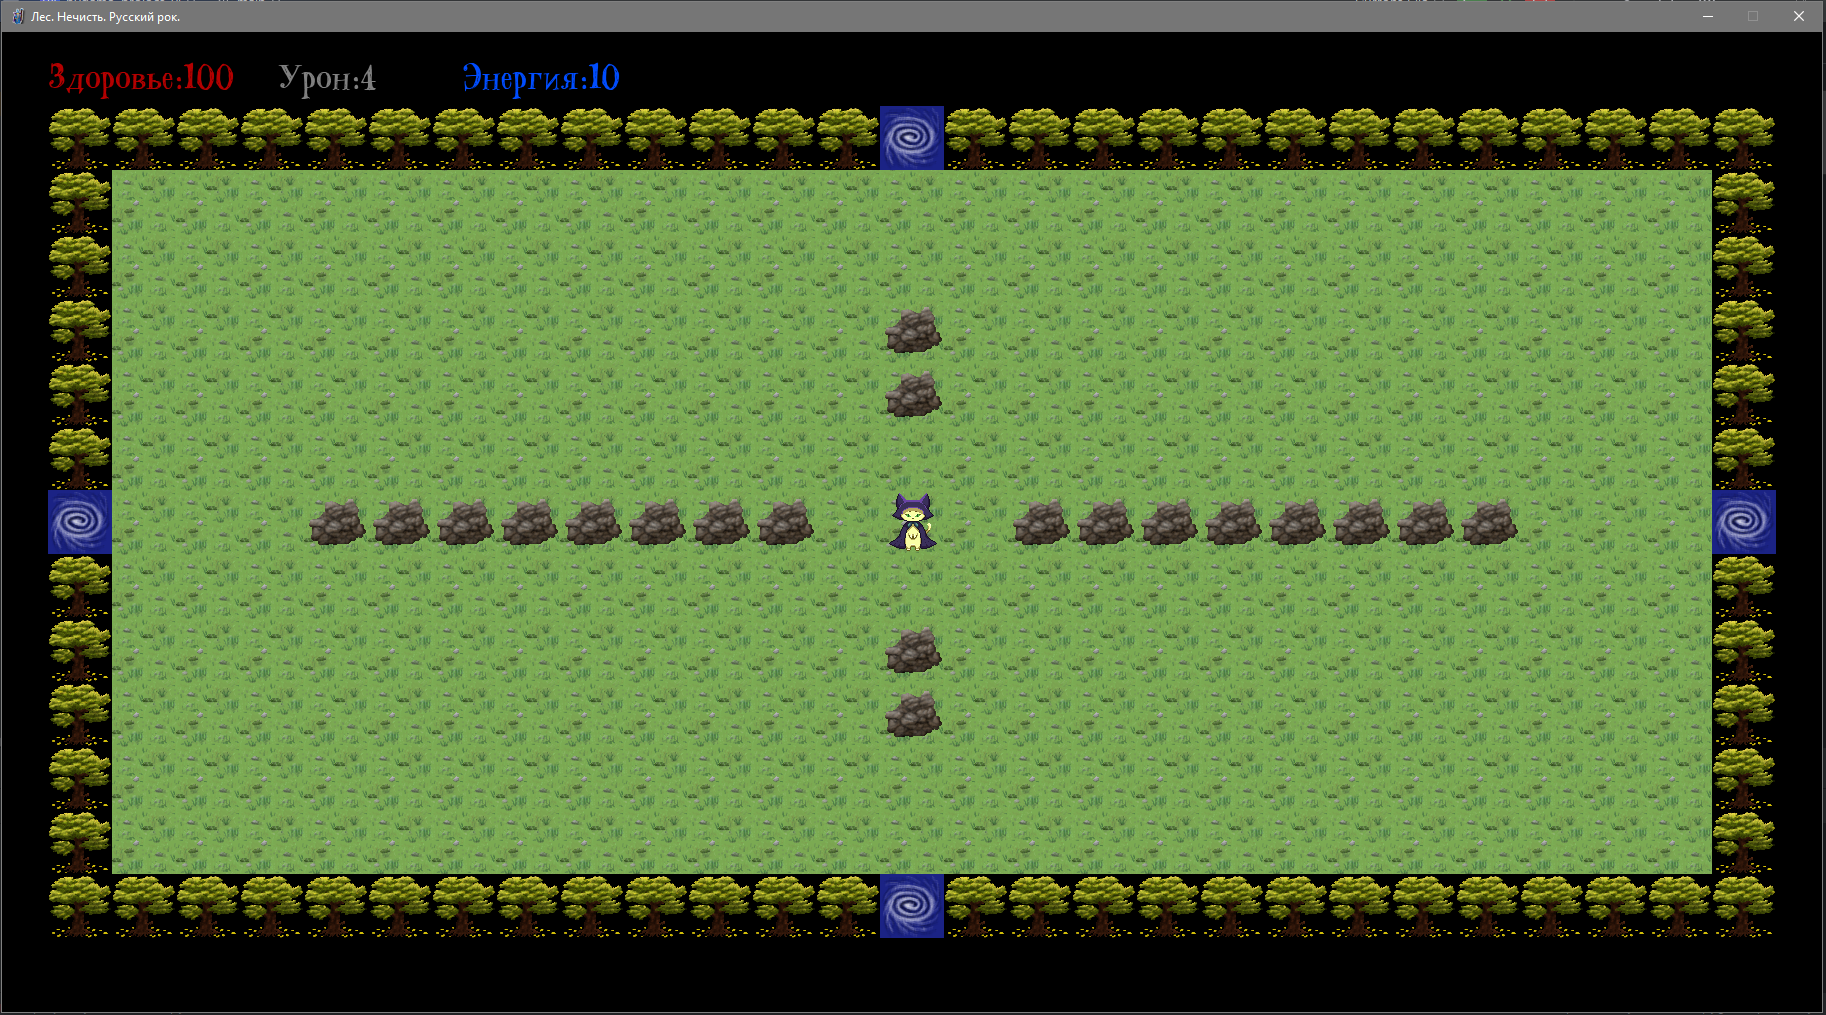 Лес. Нечисть. Русский рок.
Здоровье:100 Урон:4 Энергия:10